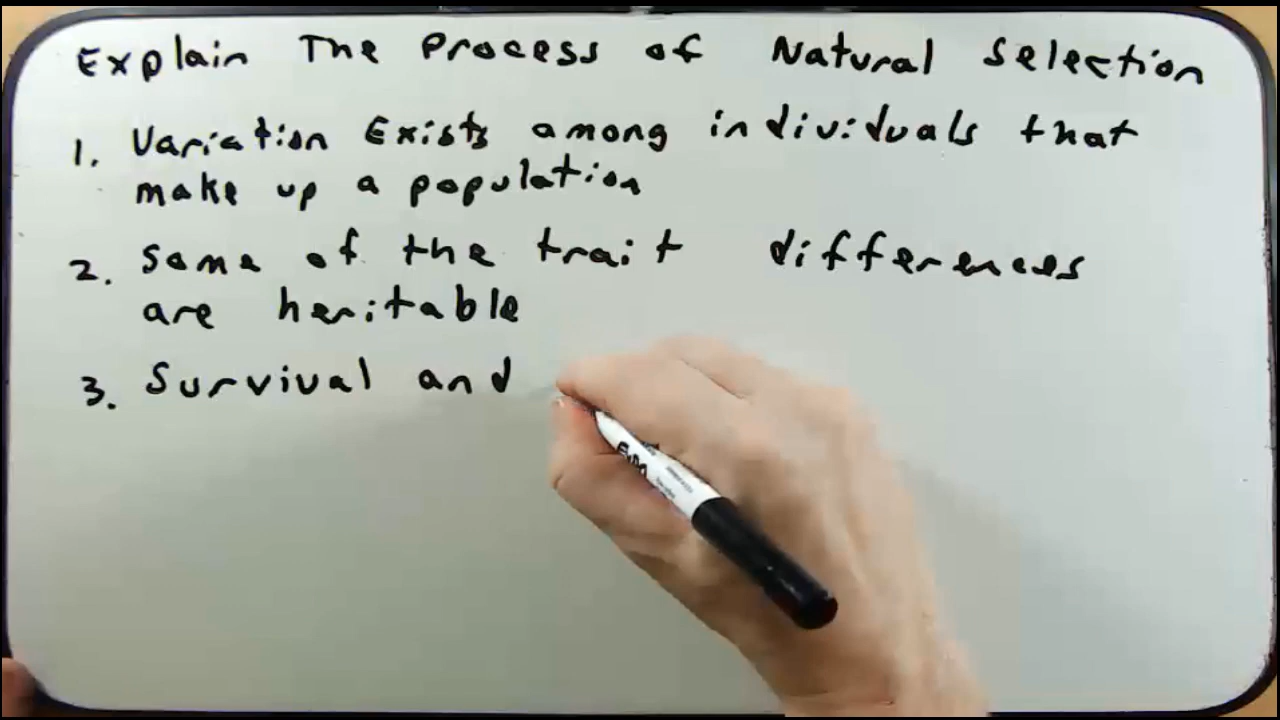 Explain The Process of Natural Selection
1. Variation Exists among individuals that
make up a population
2. Some of the trait differences
are heritable
3. Survival and